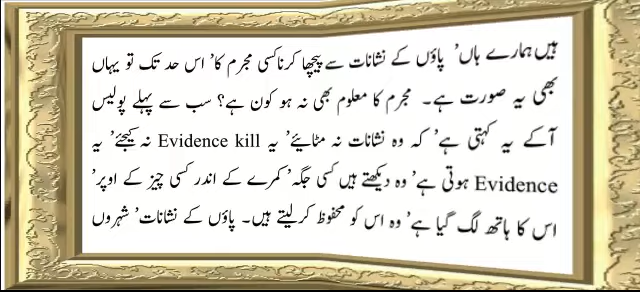 ہیں ہمارے ہاں’ پاؤں کے نشانات سے پیچھا کرنا کسی مجرم کا’ اس حد تک تو یہاں
بھی یہ صورت ہے۔ مجرم کا معلوم بھی نہ ہو کون ہے؟ سب سے پہلے پولیس
آکے یہ کہتی ہے’ کہ وہ نشانات نہ مٹائیے’ یہ Evidence kill نہ کیجئے’ یہ
Evidence ہوتی ہے’ وہ دیکھتے ہیں کسی جگہ’ کمرے کے اندر کسی چیز کے اوپر’
اس کا ہاتھ لگ گیا ہے’ وہ اس کو محفوظ کرلیتے ہیں۔ پاؤں کے نشانات’ شہروں